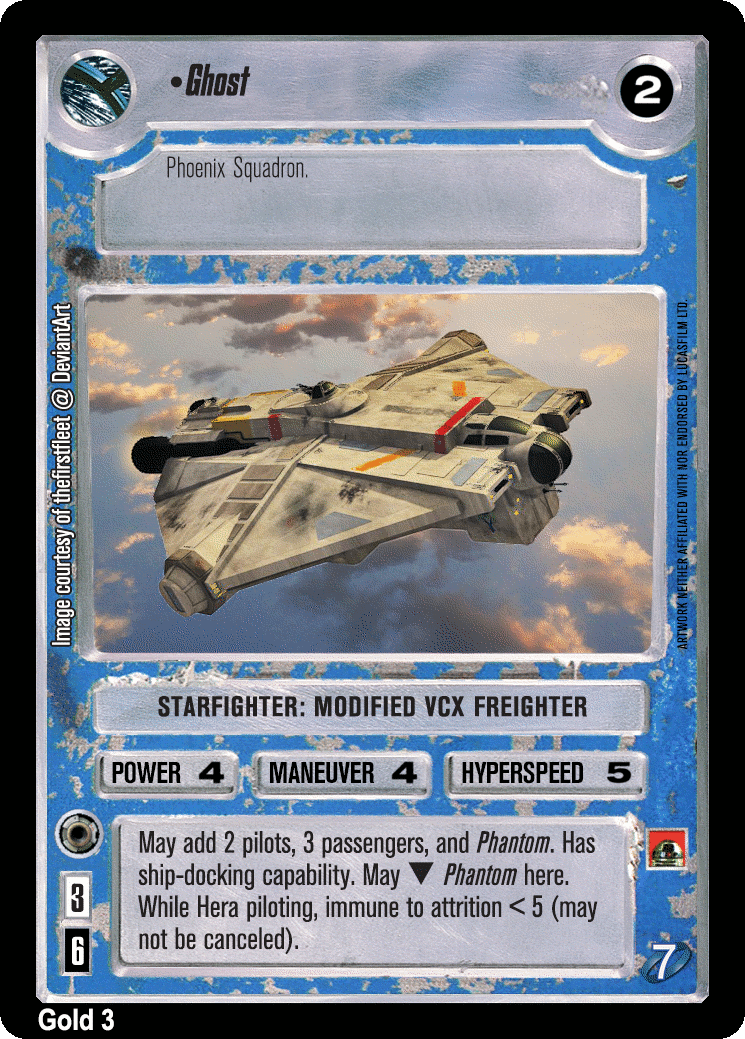 •Ghost
2
Phoenix Squadron.
Image courtesy of thefirstfleet @ DeviantArt
ARTWORK NEITHER AFFILIATED WITH NOR ENDORSED BY LUCASFILM LTD.
STARFIGHTER: MODIFIED VCX FREIGHTER
POWER 4 MANEUVER 4 HYPERSPEED 5
May add 2 pilots, 3 passengers, and Phantom. Has
ship-docking capability. May ▼ Phantom here.
While Hera piloting, immune to attrition < 5 (may
not be canceled).
3
6
7
Gold 3